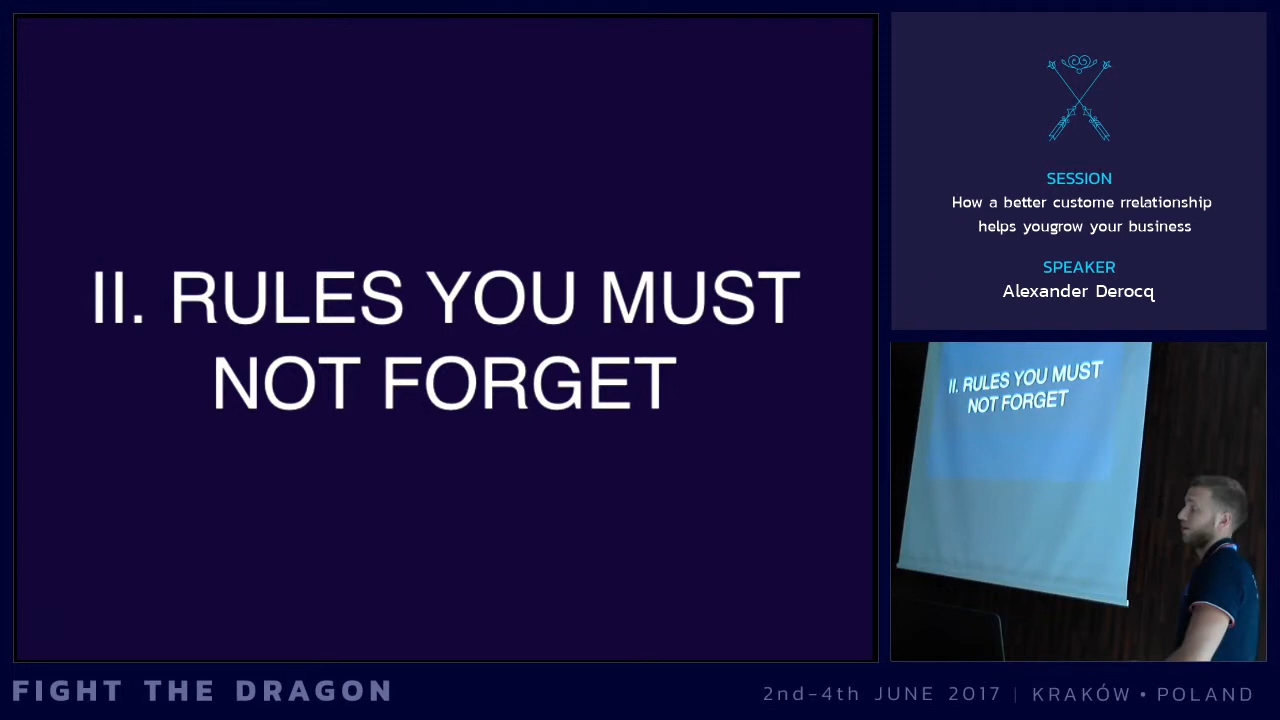 II. RULES YOU MUST
NOT FORGET
SESSION
How a better custome rrelationship
helps yougrow your business
SPEAKER
Alexander Derocq
II. RULES YOU MUST
NOT FORGET
FIGHT THE DRAGON
2nd-4th JUNE 2017 | KRAKÓW • POLAND